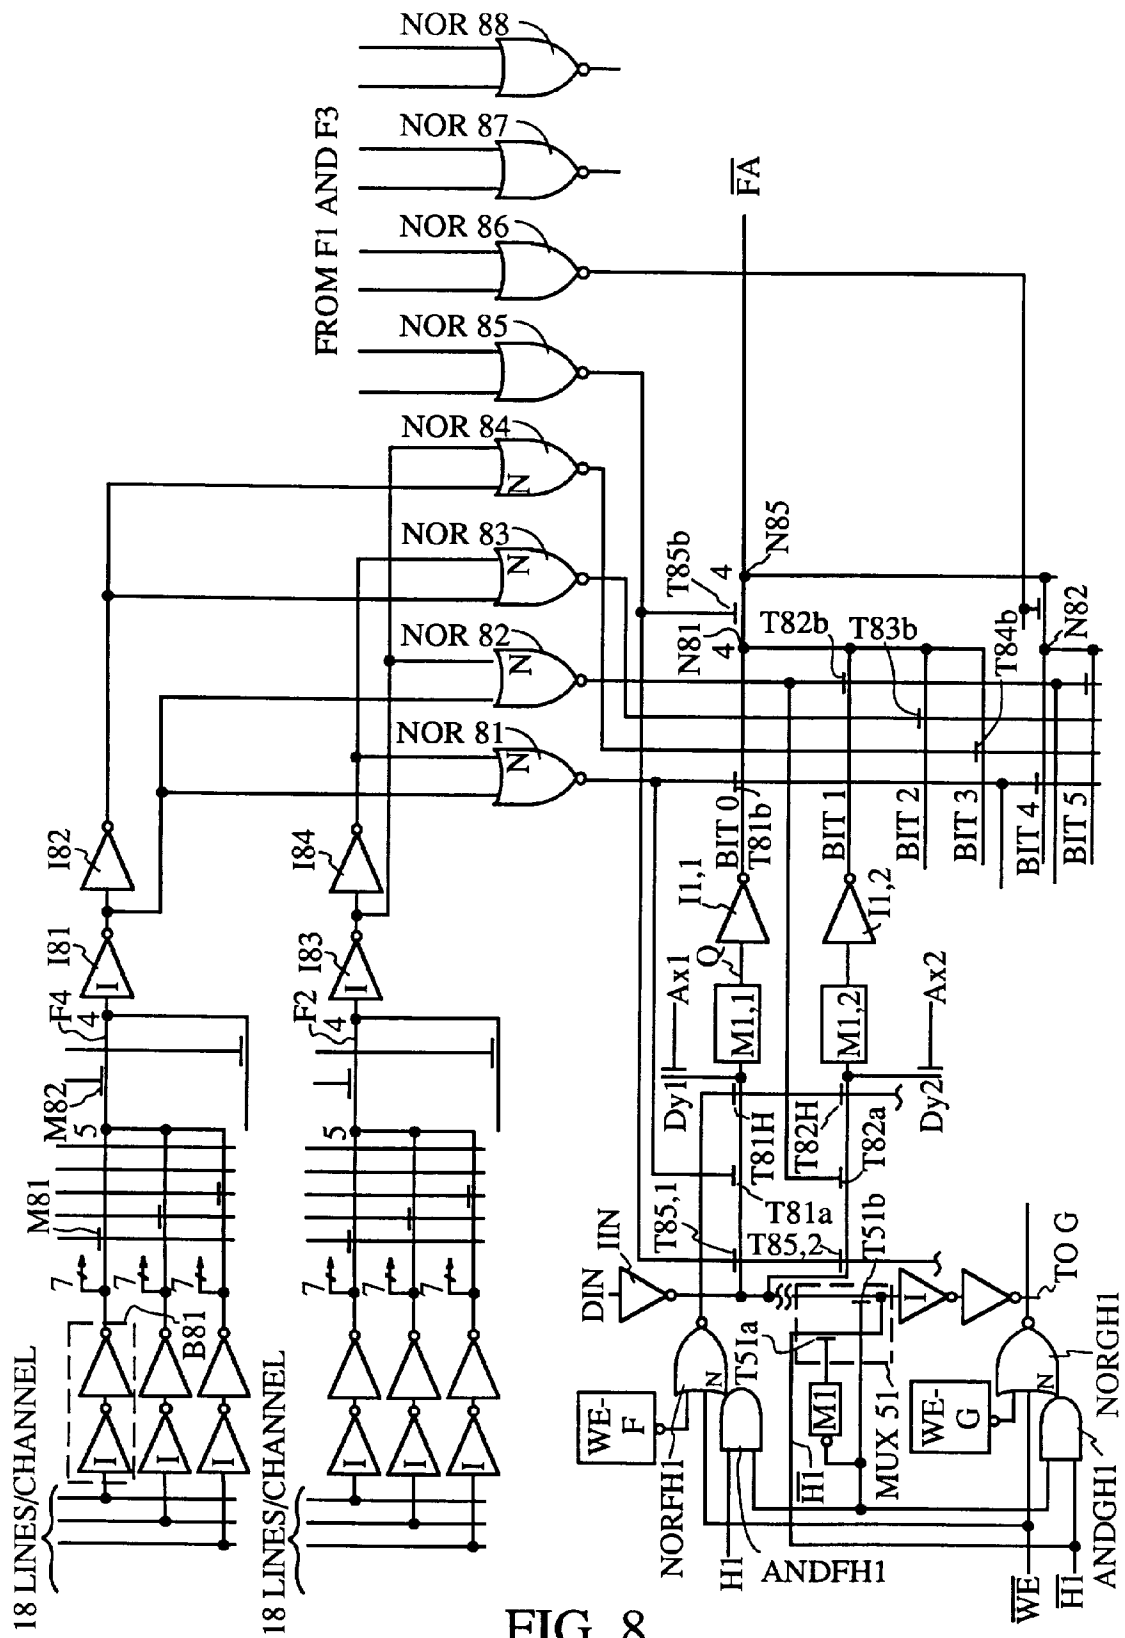 NOR 88
NOR 87
FROM F1 AND F3
NOR 86
FA
NOR 85
NOR 84
NOR 83
NOR 82
NOR 81
N
N
N
N
I82
I81
I
F4
4
M82
5
M81
7
7
7
B81
I
I
I
18 LINES/CHANNEL
I84
I83
I
F2
4
5
7
7
7
I
I
I
18 LINES/CHANNEL
N85
4
T85b
N81
4
T82b
T83b
T84b
N82
BIT 0
T81b
BIT 1
BIT 2
BIT 3
BIT 4
BIT 5
I1,1
I1,2
Q
M1,1
M1,2
Ax1
Ax2
Dy1
Dy2
T81H
T82H
T81a
T82a
T85,1
T85,2
T51b
DIN
IIN
I
TO G
T51a
M1
H1
MUX 51
WE-
F
N
NORFH1
H1
ANDFH1
WE-
G
N
NORGH1
ANDGH1
WE
H1
FIG. 8